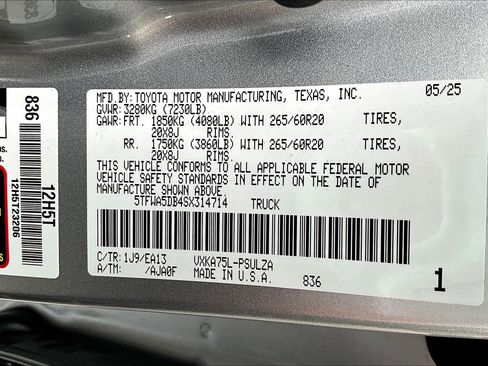 MFD.BY: TOYOTA MOTOR MANUFACTURING, TEXAS, INC. 05/25
GVWR: 3280KG (7230LB)
GAWR: FRT. 1850KG (4080LB) WITH 265/60R20 TIRES,
20X8J RIMS.
RR. 1750KG (3860LB) WITH 265/60R20 TIRES,
20X8J RIMS.
THIS VEHICLE CONFORMS TO ALL APPLICABLE FEDERAL MOTOR
VEHICLE SAFETY STANDARDS IN EFFECT ON THE DATE OF
MANUFACTURE SHOWN ABOVE.
5TFWA5DB4SX314714 TRUCK
C/TR: 1J9/EA13 VXKA75L-PSULZA
A/TM: /AJA0F MADE IN U.S.A. 836 1
836
12H5T
12H5T23206